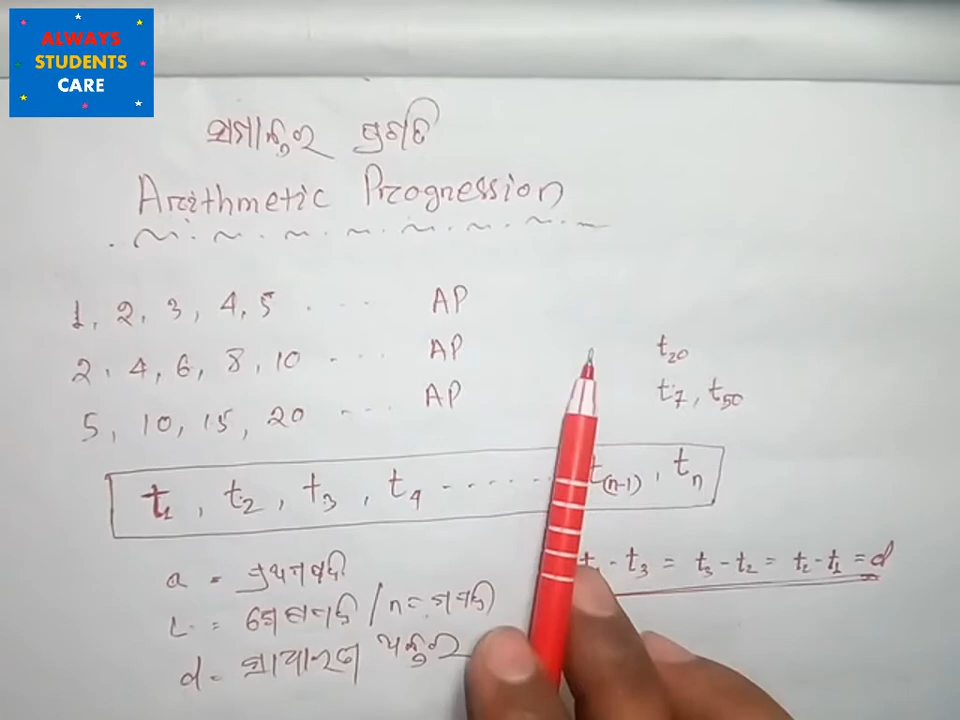 ALWAYS
STUDENTS
CARE
ସମାନ୍ତର ପ୍ରଗତି
Arithmetic Progression
1, 2, 3, 4, 5 . . . . AP
2, 4, 6, 8, 10 . . . . AP
5, 10, 15, 20 . . . . AP
t20
t7, t50
t1, t2, t3, t4 . . . . . . t(n-1), tn
- t3 = t3 - t2 = t2 - t1 = d
a = ପ୍ରଥମ ପଦ
L = ଶେଷ ପଦ /
d = ସାଧାରଣ ଅନ୍ତର